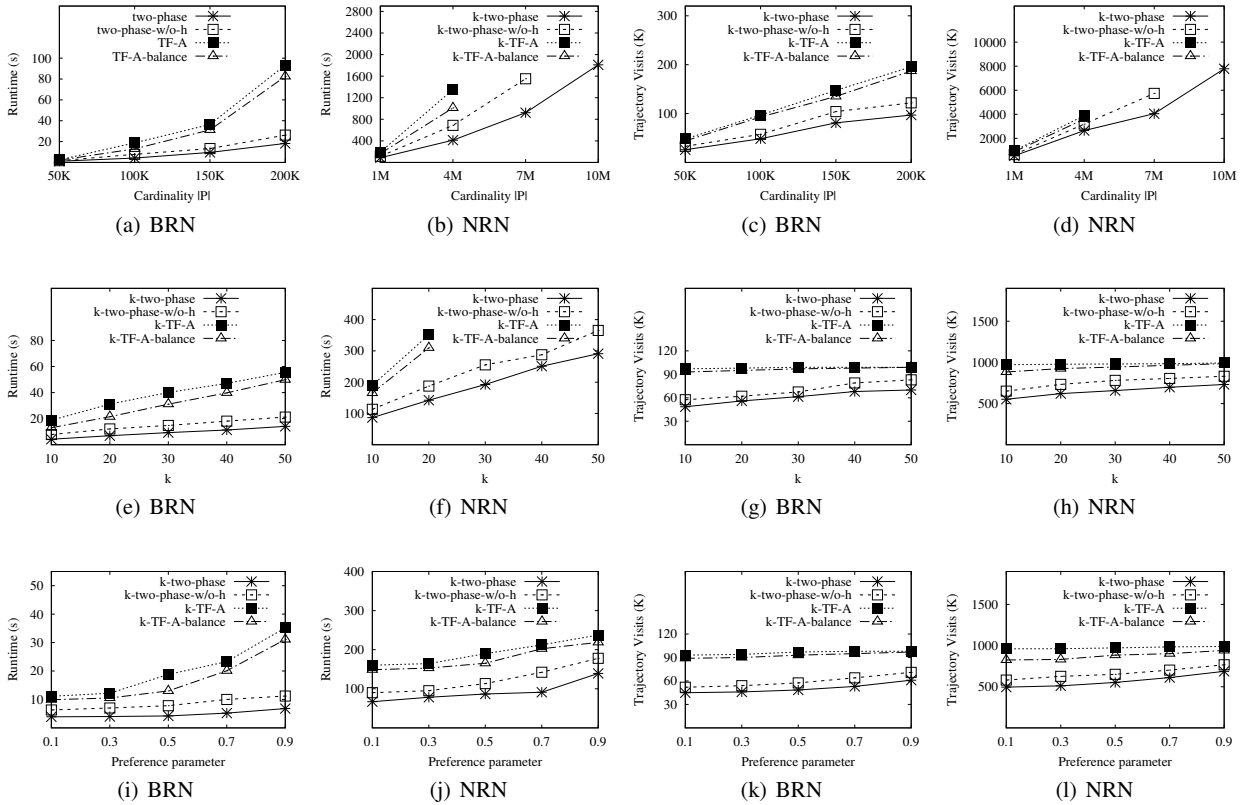 two-phase
two-phase-w/o-h
TF-A
TF-A-balance
100
80
60
40
20
50K 100K 150K 200K
Runtime (s)
Cardinality |P|
(a) BRN
k-two-phase
k-two-phase-w/o-h
k-TF-A
k-TF-A-balance
2800
2400
2000
1600
1200
800
400
1M 4M 7M 10M
Runtime (s)
Cardinality |P|
(b) NRN
k-two-phase
k-two-phase-w/o-h
k-TF-A
k-TF-A-balance
300
200
100
50K 100K 150K 200K
Trajectory Visits (K)
Cardinality |P|
(c) BRN
k-two-phase
k-two-phase-w/o-h
k-TF-A
k-TF-A-balance
10000
8000
6000
4000
2000
1M 4M 7M 10M
Trajectory Visits (K)
Cardinality |P|
(d) NRN
k-two-phase
k-two-phase-w/o-h
k-TF-A
k-TF-A-balance
80
60
40
20
10 20 30 40 50
Runtime (s)
k
(e) BRN
k-two-phase
k-two-phase-w/o-h
k-TF-A
k-TF-A-balance
400
300
200
100
10 20 30 40 50
Runtime (s)
k
(f) NRN
k-two-phase
k-two-phase-w/o-h
k-TF-A
k-TF-A-balance
120
90
60
30
10 20 30 40 50
Trajectory Visits (K)
k
(g) BRN
k-two-phase
k-two-phase-w/o-h
k-TF-A
k-TF-A-balance
1500
1000
500
10 20 30 40 50
Trajectory Visits (K)
k
(h) NRN
k-two-phase
k-two-phase-w/o-h
k-TF-A
k-TF-A-balance
50
40
30
20
10
0.1 0.3 0.5 0.7 0.9
Runtime (s)
Preference parameter
(i) BRN
k-two-phase
k-two-phase-w/o-h
k-TF-A
k-TF-A-balance
400
300
200
100
0.1 0.3 0.5 0.7 0.9
Runtime (s)
Preference parameter
(j) NRN
k-two-phase
k-two-phase-w/o-h
k-TF-A
k-TF-A-balance
120
90
60
30
0.1 0.3 0.5 0.7 0.9
Trajectory Visits (K)
Preference parameter
(k) BRN
k-two-phase
k-two-phase-w/o-h
k-TF-A
k-TF-A-balance
1500
1000
500
0.1 0.3 0.5 0.7 0.9
Trajectory Visits (K)
Preference parameter
(l) NRN